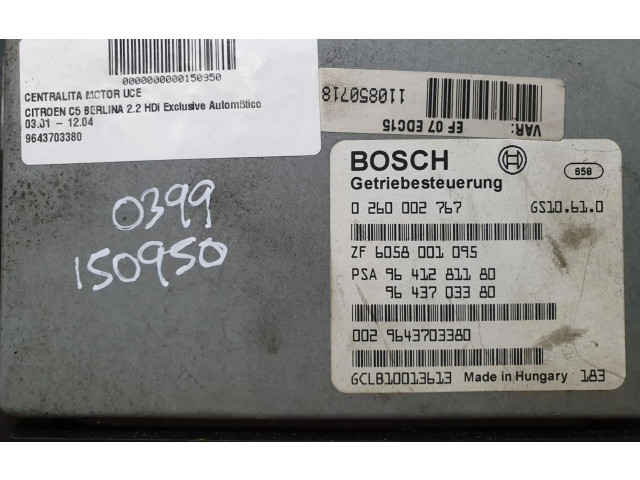 0000000000150950
CENTRALITA MOTOR UCE
CITROEN C5 BERLINA 2.2 HDi Exclusive Automßtico
03.01 - 12.04
9643703380
0399
150950
110850718
VAR: EF 07 EDC15
BOSCH
658
Getriebesteuerung
0 260 002 767 GS10.61.0
ZF 6058 001 095
PSA 96 412 811 80
96 437 033 80
002 9643703380
GCLB10013613 Made in Hungary 183